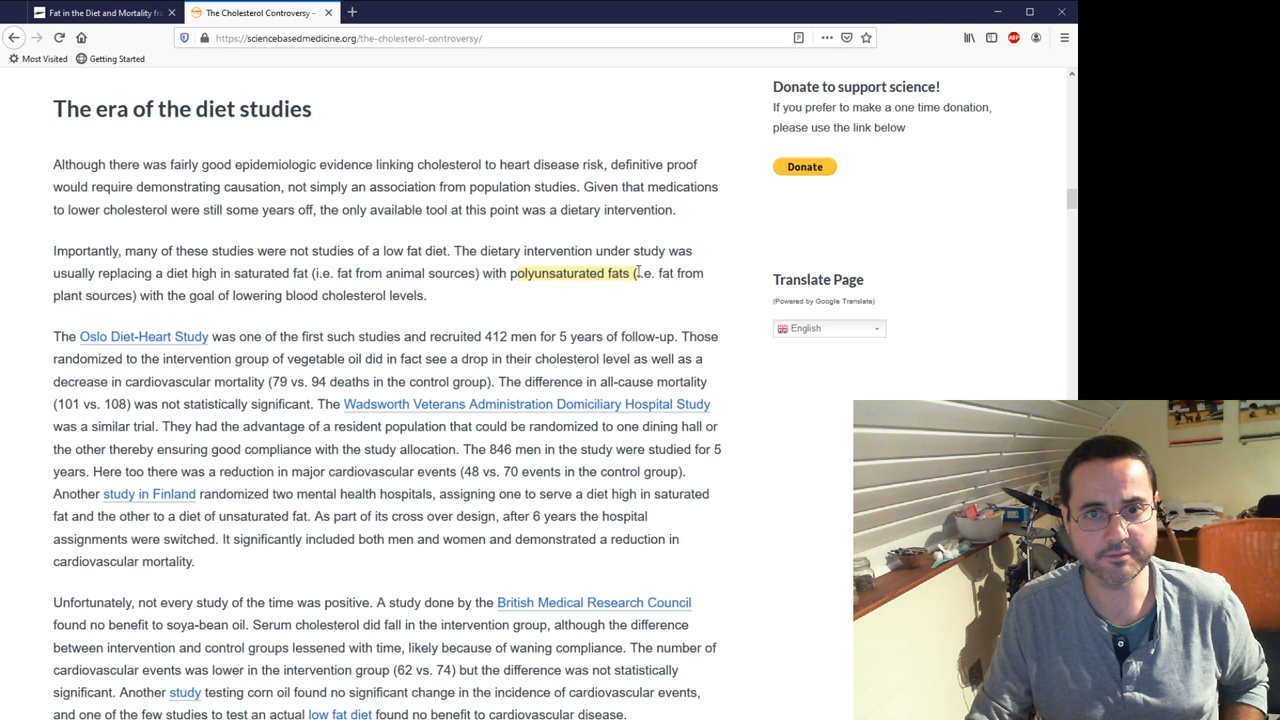 Fat in the Diet and Mortality fr
The Cholesterol Controversy –
https://sciencebasedmedicine.org/the-cholesterol-controversy/
ABP
Most Visited
Getting Started
The era of the diet studies
Although there was fairly good epidemiologic evidence linking cholesterol to heart disease risk, definitive proof
would require demonstrating causation, not simply an association from population studies. Given that medications
to lower cholesterol were still some years off, the only available tool at this point was a dietary intervention.
Importantly, many of these studies were not studies of a low fat diet. The dietary intervention under study was
usually replacing a diet high in saturated fat (i.e. fat from animal sources) with polyunsaturated fats (i.e. fat from
plant sources) with the goal of lowering blood cholesterol levels.
The Oslo Diet-Heart Study was one of the first such studies and recruited 412 men for 5 years of follow-up. Those
randomized to the intervention group of vegetable oil did in fact see a drop in their cholesterol level as well as a
decrease in cardiovascular mortality (79 vs. 94 deaths in the control group). The difference in all-cause mortality
(101 vs. 108) was not statistically significant. The Wadsworth Veterans Administration Domiciliary Hospital Study
was a similar trial. They had the advantage of a resident population that could be randomized to one dining hall or
the other thereby ensuring good compliance with the study allocation. The 846 men in the study were studied for 5
years. Here too there was a reduction in major cardiovascular events (48 vs. 70 events in the control group).
Another study in Finland randomized two mental health hospitals, assigning one to serve a diet high in saturated
fat and the other to a diet of unsaturated fat. As part of its cross over design, after 6 years the hospital
assignments were switched. It significantly included both men and women and demonstrated a reduction in
cardiovascular mortality.
Unfortunately, not every study of the time was positive. A study done by the British Medical Research Council
found no benefit to soya-bean oil. Serum cholesterol did fall in the intervention group, although the difference
between intervention and control groups lessened with time, likely because of waning compliance. The number of
cardiovascular events was lower in the intervention group (62 vs. 74) but the difference was not statistically
significant. Another study testing corn oil found no significant change in the incidence of cardiovascular events,
and one of the few studies to test an actual low fat diet found no benefit to cardiovascular disease.
Donate to support science!
If you prefer to make a one time donation,
please use the link below
Donate
Translate Page
(Powered by Google Translate)
English